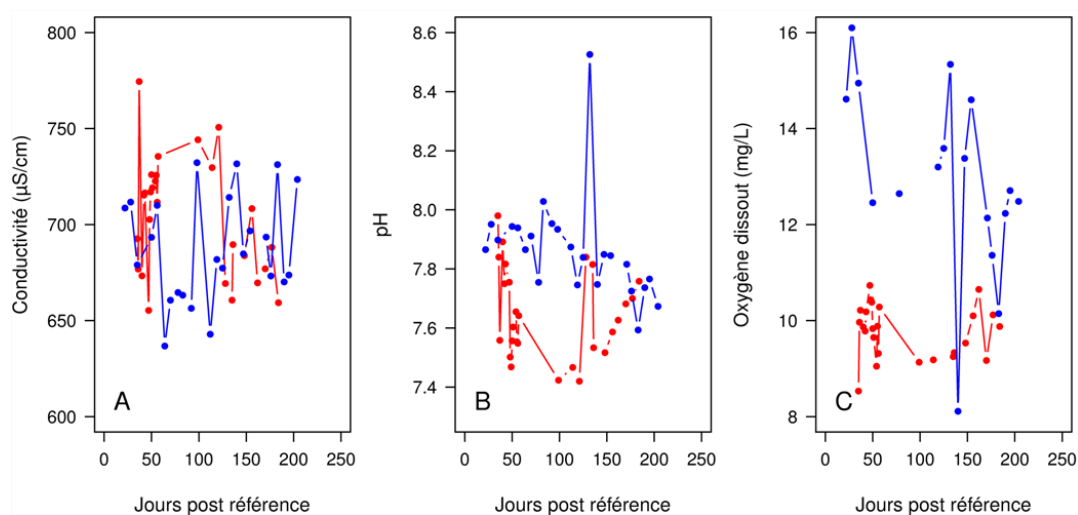 Conductivité (µS/cm)
800
750
700
650
600
A
0 50 100 150 200 250
Jours post référence
pH
8.6
8.4
8.2
8.0
7.8
7.6
7.4
B
0 50 100 150 200 250
Jours post référence
Oxygène dissout (mg/L)
16
14
12
10
8
C
0 50 100 150 200 250
Jours post référence